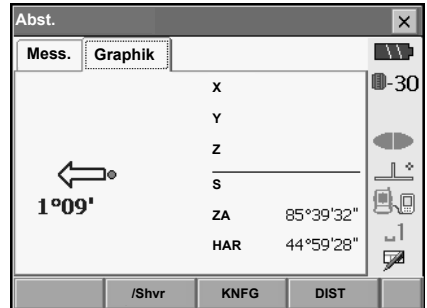 Abst.
Mess. Graphik
-30
X
Y
Z
S
1°09'
ZA 85°39'32"
HAR 44°59'28"
1
/Shvr KNFG DIST